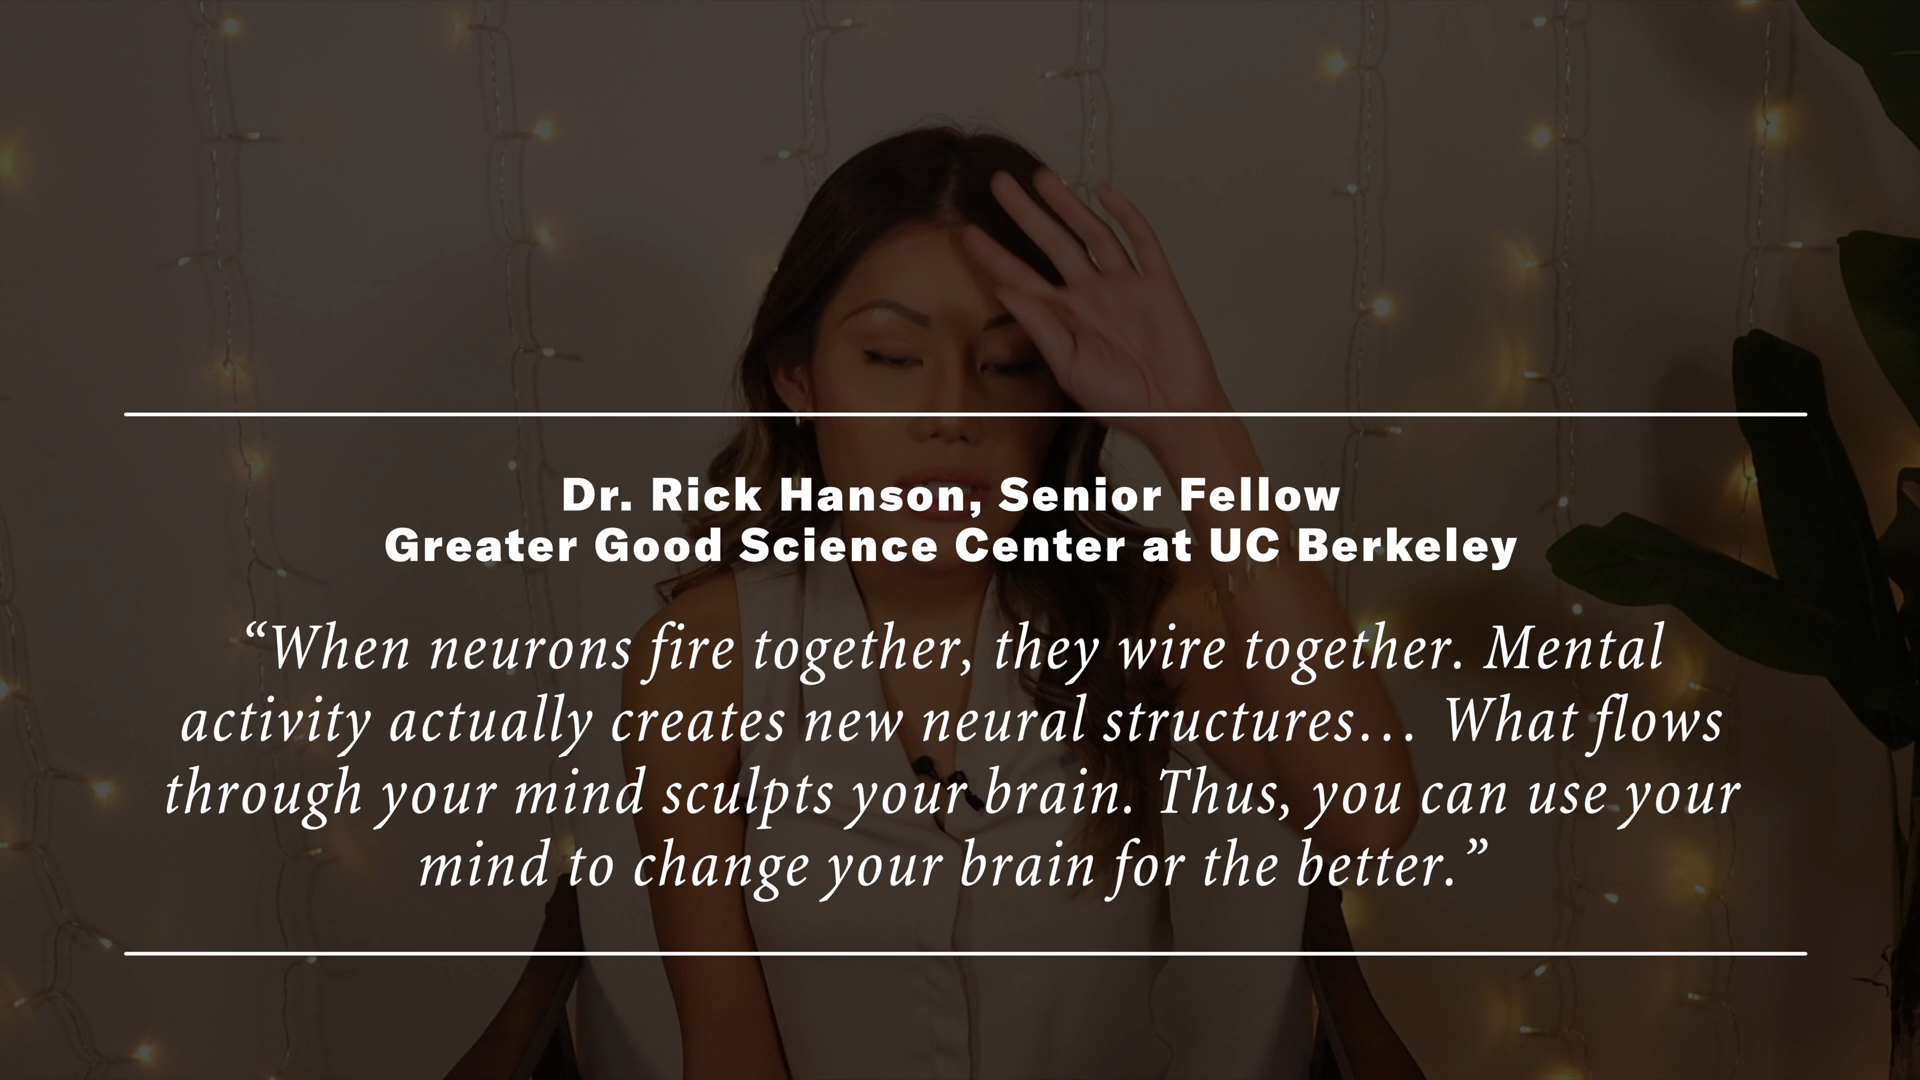 Dr. Rick Hanson, Senior Fellow
Greater Good Science Center at UC Berkeley
“When neurons fire together, they wire together. Mental
activity actually creates new neural structures… What flows
through your mind sculpts your brain. Thus, you can use your
mind to change your brain for the better.”